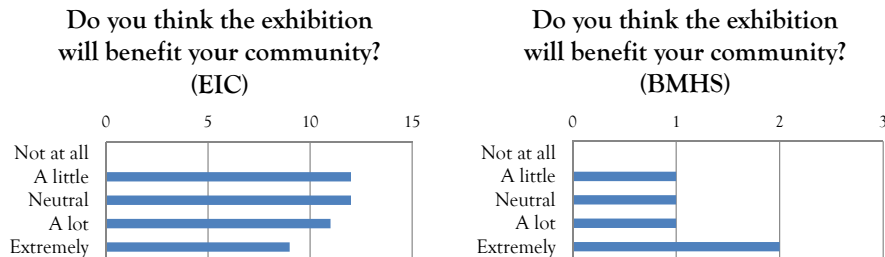 Do you think the exhibition
will benefit your community?
(EIC)
0 5 10 15
Not at all
A little
Neutral
A lot
Extremely
Do you think the exhibition
will benefit your community?
(BMHS)
0 1 2 3
Not at all
A little
Neutral
A lot
Extremely